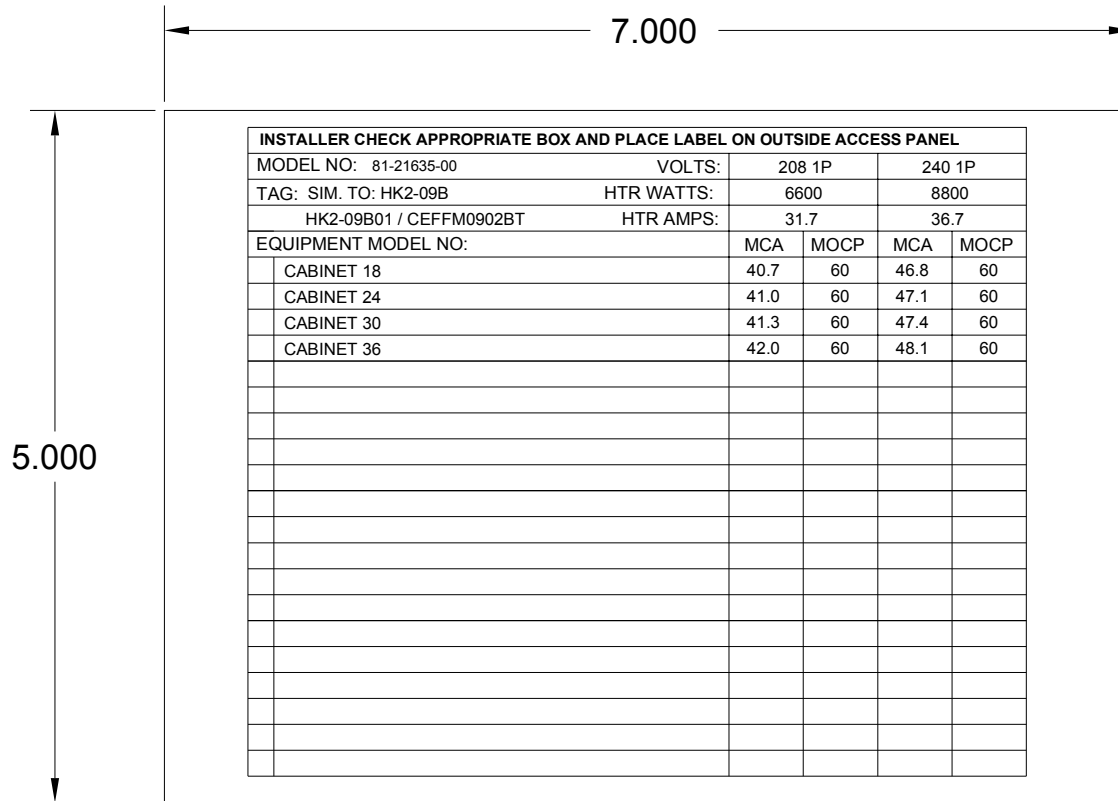 7.000
5.000
INSTALLER CHECK APPROPRIATE BOX AND PLACE LABEL ON OUTSIDE ACCESS PANEL
MODEL NO: 81-21635-00 VOLTS: 208 1P 240 1P
TAG: SIM. TO: HK2-09B HTR WATTS: 6600 8800
HK2-09B01 / CEFFM0902BT HTR AMPS: 31.7 36.7
EQUIPMENT MODEL NO: MCA MOCP MCA MOCP
CABINET 18 40.7 60 46.8 60
CABINET 24 41.0 60 47.1 60
CABINET 30 41.3 60 47.4 60
CABINET 36 42.0 60 48.1 60